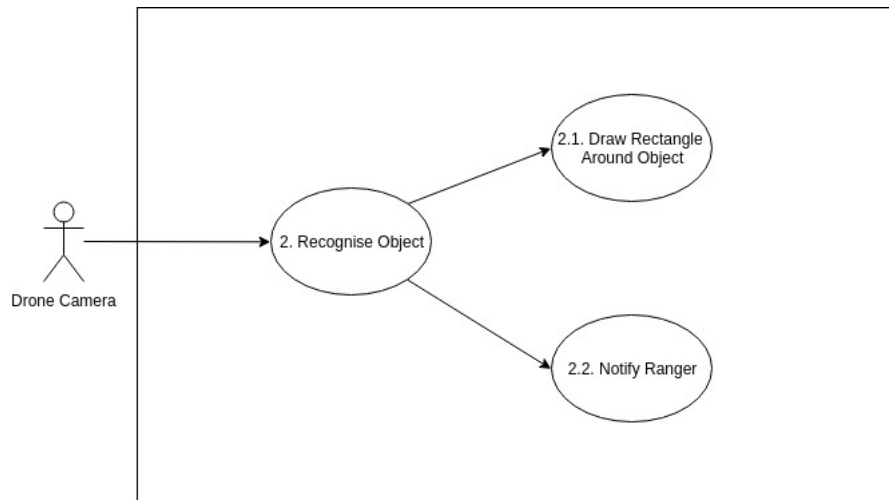 2.1. Draw Rectangle
Around Object
2. Recognise Object
Drone Camera
2.2. Notify Ranger